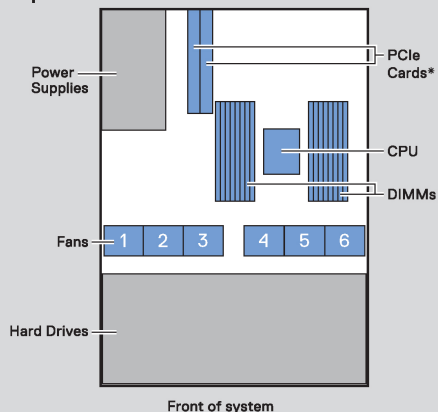 Power
Supplies
PCIe
Cards*
CPU
DIMMs
Fans
1 2 3 4 5 6
Hard Drives
Front of system